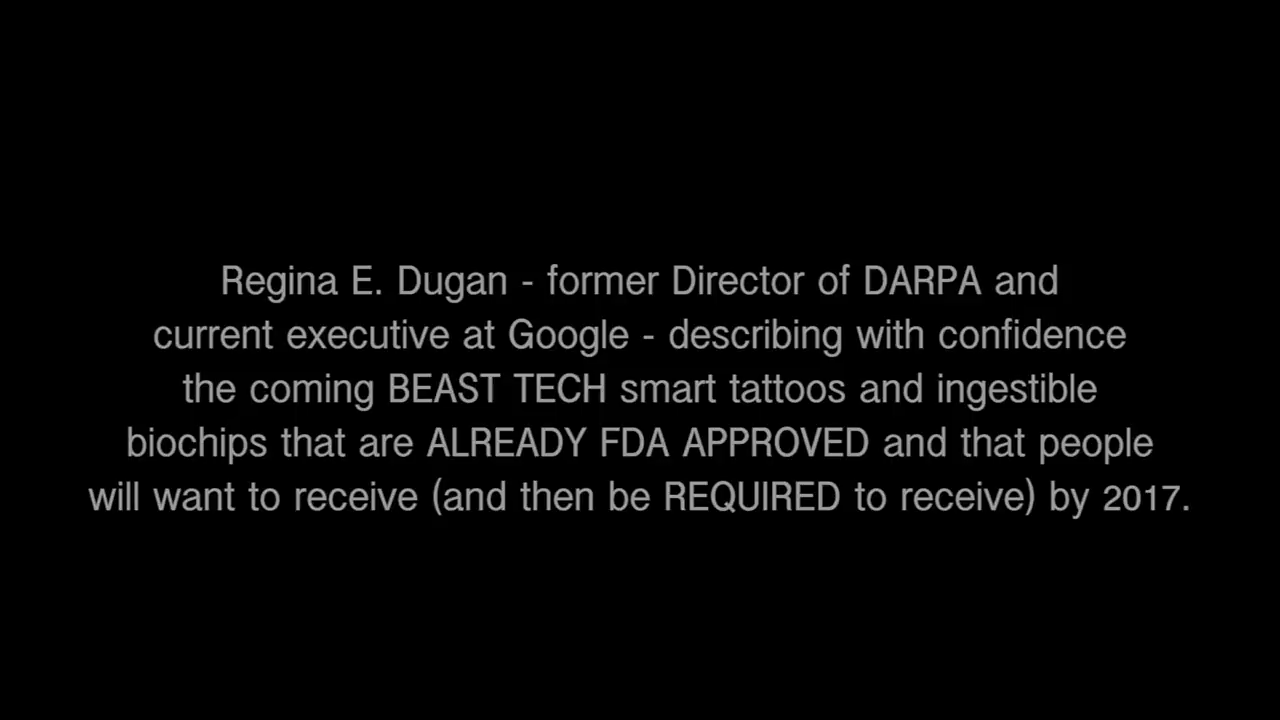 Regina E. Dugan - former Director of DARPA and
current executive at Google - describing with confidence
the coming BEAST TECH smart tattoos and ingestible
biochips that are ALREADY FDA APPROVED and that people
will want to receive (and then be REQUIRED to receive) by 2017.